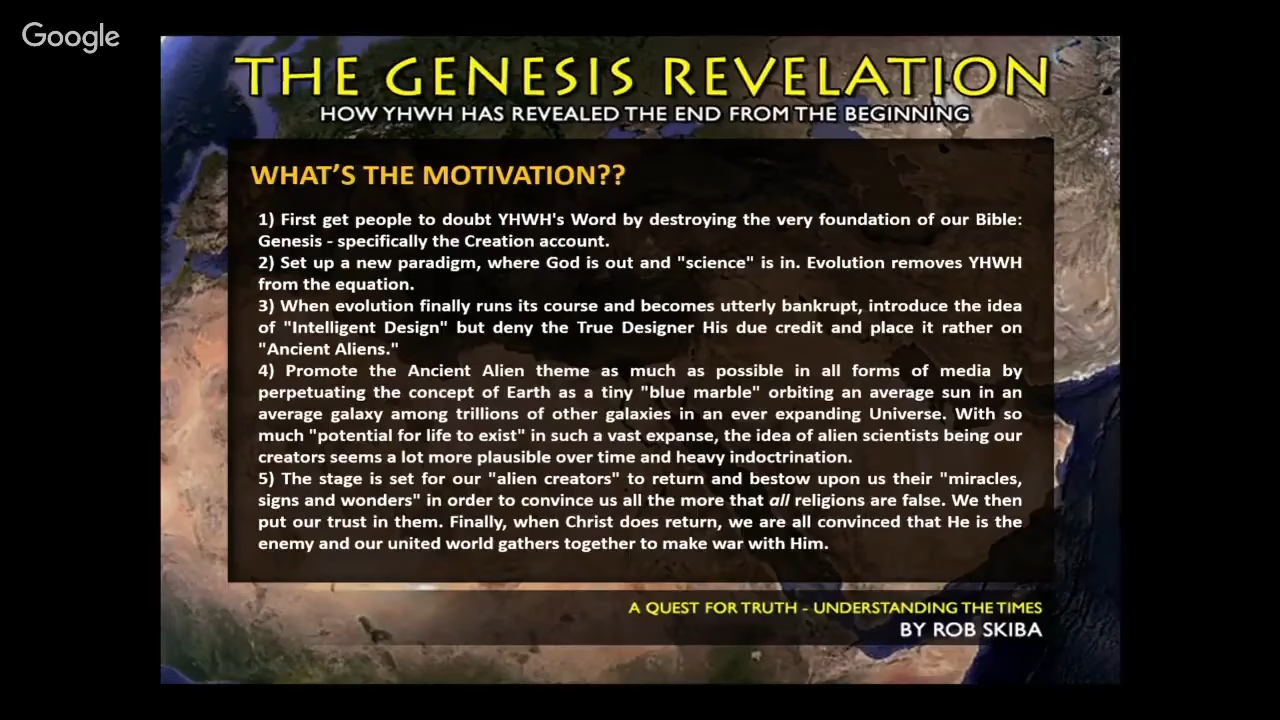 Google
THE GENESIS REVELATION
HOW YHWH HAS REVEALED THE END FROM THE BEGINNING
WHAT'S THE MOTIVATION??
1) First get people to doubt YHWH's Word by destroying the very foundation of our Bible:
Genesis - specifically the Creation account.
2) Set up a new paradigm, where God is out and "science" is in. Evolution removes YHWH
from the equation.
3) When evolution finally runs its course and becomes utterly bankrupt, introduce the idea
of "Intelligent Design" but deny the True Designer His due credit and place it rather on
"Ancient Aliens."
4) Promote the Ancient Alien theme as much as possible in all forms of media by
perpetuating the concept of Earth as a tiny "blue marble" orbiting an average sun in an
average galaxy among trillions of other galaxies in an ever expanding Universe. With so
much "potential for life to exist" in such a vast expanse, the idea of alien scientists being our
creators seems a lot more plausible over time and heavy indoctrination.
5) The stage is set for our "alien creators" to return and bestow upon us their "miracles,
signs and wonders" in order to convince us all the more that all religions are false. We then
put our trust in them. Finally, when Christ does return, we are all convinced that He is the
enemy and our united world gathers together to make war with Him.
A QUEST FOR TRUTH - UNDERSTANDING THE TIMES
BY ROB SKIBA